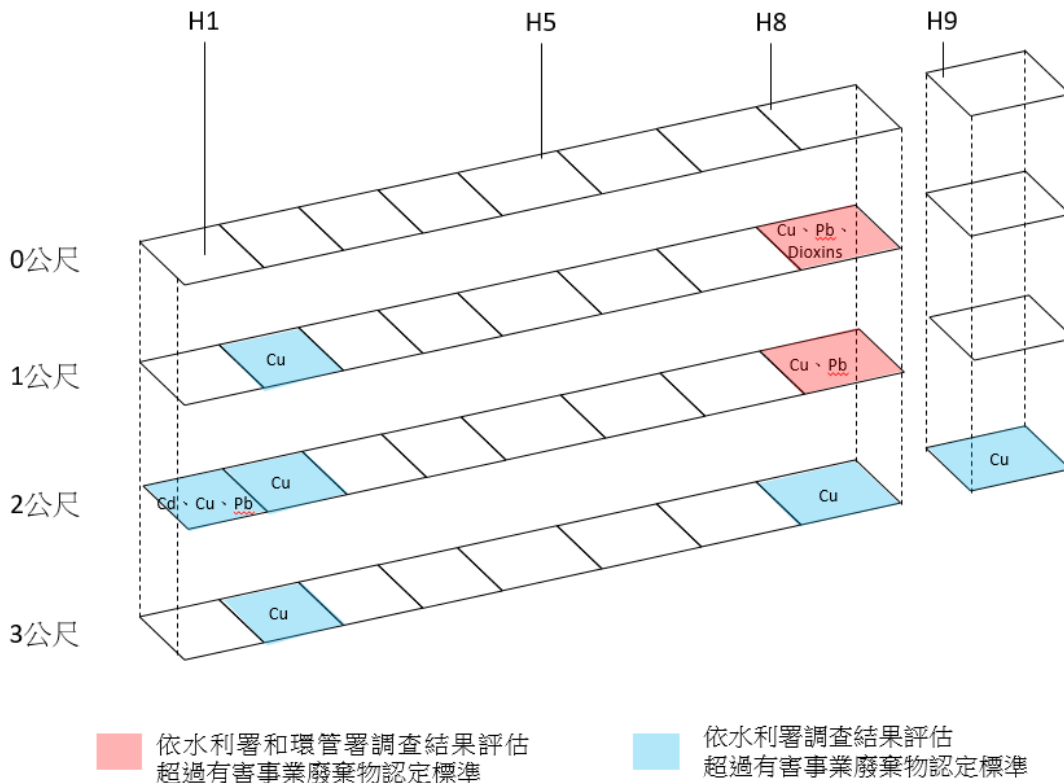 H1
H5
H8
H9
0公尺
Cu、Pb、
Dioxins
1公尺
Cu
Cu、Pb
2公尺
Cd、Cu、Pb
Cu
Cu
Cu
3公尺
Cu
依水利署和環管署調查結果評估
超過有害事業廢棄物認定標準
依水利署調查結果評估
超過有害事業廢棄物認定標準